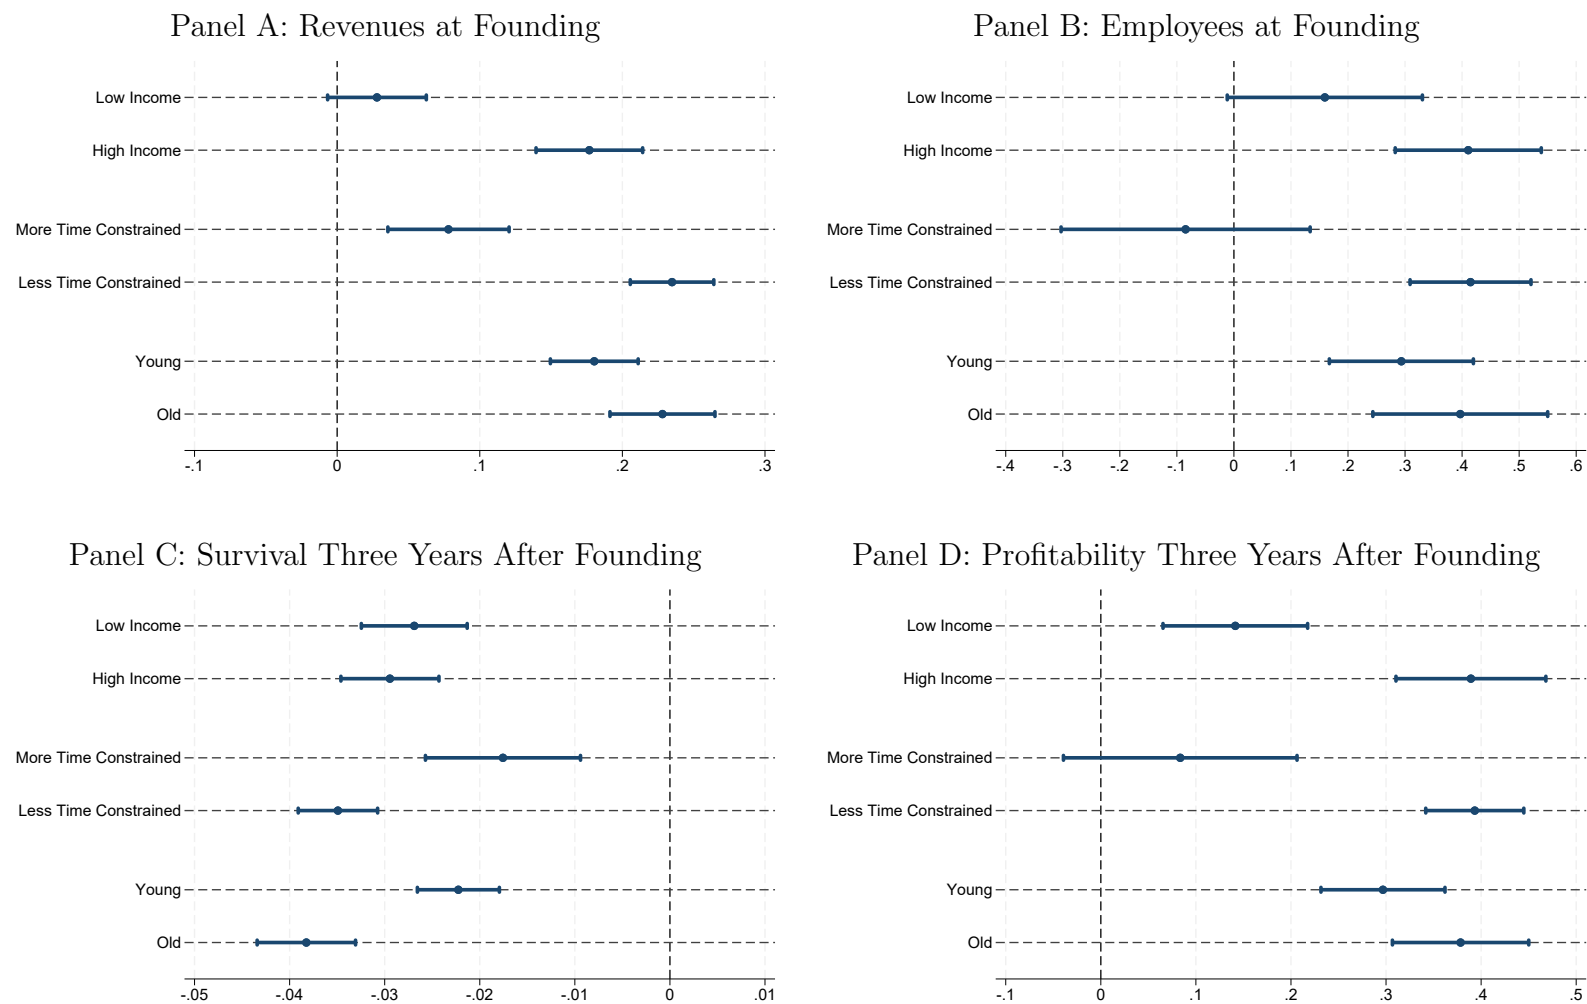 Panel A: Revenues at Founding
Low Income
High Income
More Time Constrained
Less Time Constrained
Young
Old
-.1 0 .1 .2 .3
Panel B: Employees at Founding
Low Income
High Income
More Time Constrained
Less Time Constrained
Young
Old
-.4 -.3 -.2 -.1 0 .1 .2 .3 .4 .5 .6
Panel C: Survival Three Years After Founding
Low Income
High Income
More Time Constrained
Less Time Constrained
Young
Old
-.05 -.04 -.03 -.02 -.01 0 .01
Panel D: Profitability Three Years After Founding
Low Income
High Income
More Time Constrained
Less Time Constrained
Young
Old
-.1 0 .1 .2 .3 .4 .5